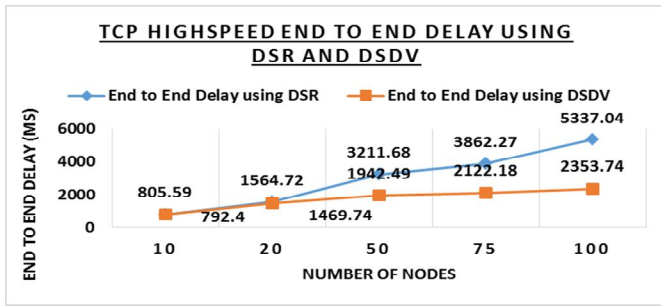 TCP HIGHSPEED END TO END DELAY USING
DSR AND DSDV
End to End Delay using DSR
End to End Delay using DSDV
END TO END DELAY (MS)
6000
4000
2000
0
805.59
1564.72
3211.68
3862.27
5337.04
792.4
1469.74
1942.49
2122.18
2353.74
10 20 50 75 100
NUMBER OF NODES